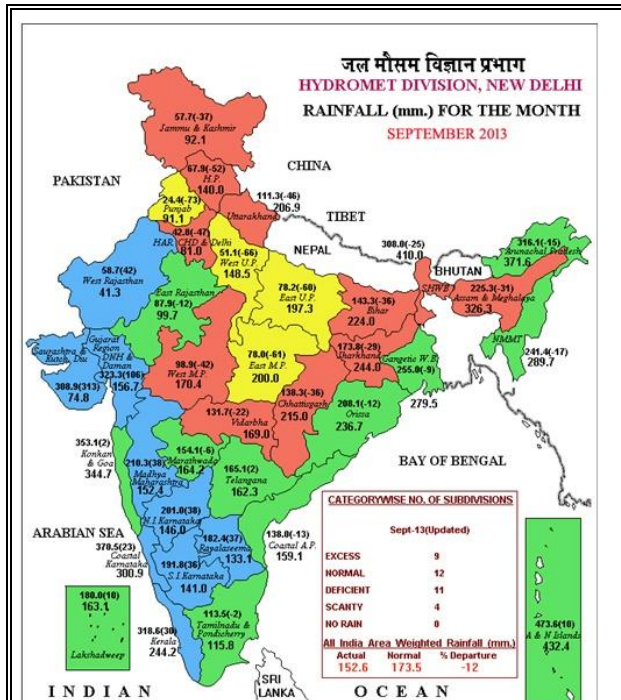 जल मौसम विज्ञान प्रभाग
HYDROMET DIVISION, NEW DELHI
RAINFALL (mm.) FOR THE MONTH
SEPTEMBER 2013
57.7(-37)
Jammu & Kashmir
92.1
CHINA
67.9(-52)
H.P.
140.0
PAKISTAN
24.4(-73)
Punjab
91.1
111.3(-46)
206.9
Uttarakhand
TIBET
42.8(-47)
HAR. CHD & Delhi
81.0
51.1(-66)
West U.P.
148.5
NEPAL
308.0(-25)
410.0
BHUTAN
316.1(-15)
Arunachal Pradesh
371.6
58.7(42)
West Rajasthan
41.3
East Rajasthan
87.9(-12)
99.7
78.2(-60)
East U.P.
197.3
SHWB
225.3(-31)
Assam & Meghalaya
326.3
143.3(-36)
Bihar
224.0
NMMT
241.4(-17)
289.7
Saurashtra &
Kutch, Diu
308.9(313)
74.8
Gujarat
Region
DNH &
Daman
323.3(106)
156.7
98.9(-42)
West M.P.
170.4
78.0(-61)
East M.P.
200.0
173.8(-29)
Jharkhand
244.0
Gangetic W.B.
255.0(-9)
279.5
138.3(-36)
Chhattisgarh
215.0
131.7(-22)
Vidarbha
169.0
208.1(-12)
Orissa
236.7
353.1(2)
Konkan
& Goa
344.7
210.3(38)
Madhya
Maharashtra
152.4
154.1(-6)
Marathwada
164.2
165.1(2)
Telangana
162.3
BAY OF BENGAL
ARABIAN SEA
370.5(23)
Coastal
Karnataka
300.9
201.0(38)
N.I.Karnataka
146.0
182.4(37)
Rayalaseema
133.1
138.0(-13)
Coastal A.P.
159.1
191.8(36)
S.I.Karnataka
141.0
180.0(10)
163.1
Lakshadweep
318.6(30)
Kerala
244.2
113.5(-2)
Tamilnadu &
Pondicherry
115.8
CATEGORYWISE NO. OF SUBDIVISIONS
Sept-13(Updated)
EXCESS 9
NORMAL 12
DEFICIENT 11
SCANTY 4
NO RAIN 0
All India Area Weighted Rainfall (mm.)
Actual Normal % Departure
152.6 173.5 -12
473.6(10)
A & N Islands
432.4
SRI
LANKA
INDIAN OCEAN